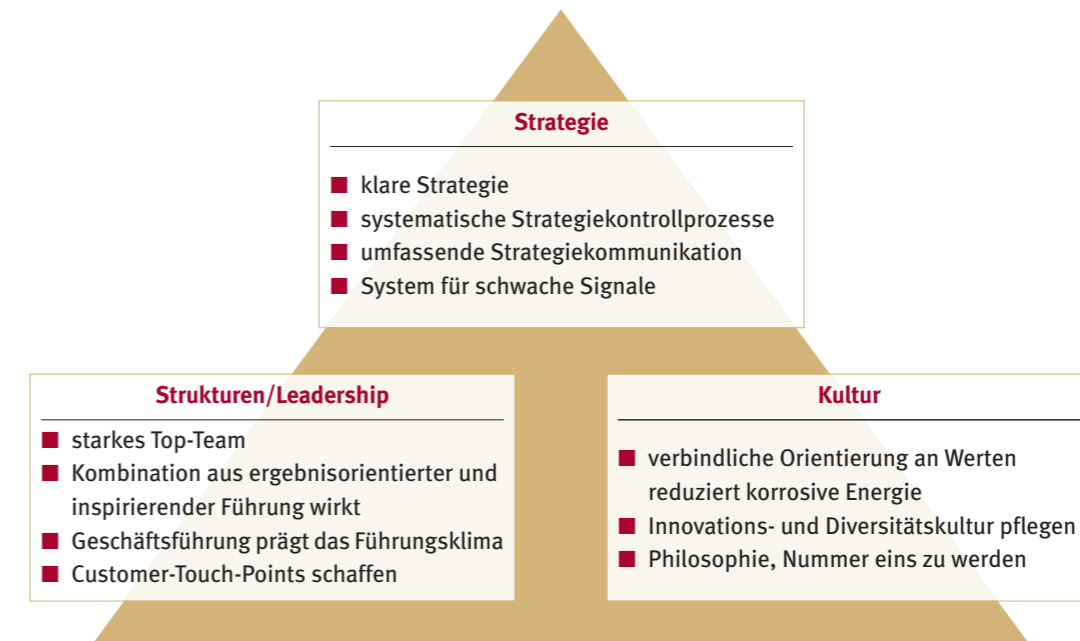 Strategie
■ klare Strategie
■ systematische Strategiekontrollprozesse
■ umfassende Strategiekommunikation
■ System für schwache Signale
Strukturen/Leadership
■ starkes Top-Team
■ Kombination aus ergebnisorientierter und
inspirierender Führung wirkt
■ Geschäftsführung prägt das Führungsklima
■ Customer-Touch-Points schaffen
Kultur
■ verbindliche Orientierung an Werten
reduziert korrosive Energie
■ Innovations- und Diversitätskultur pflegen
■ Philosophie, Nummer eins zu werden